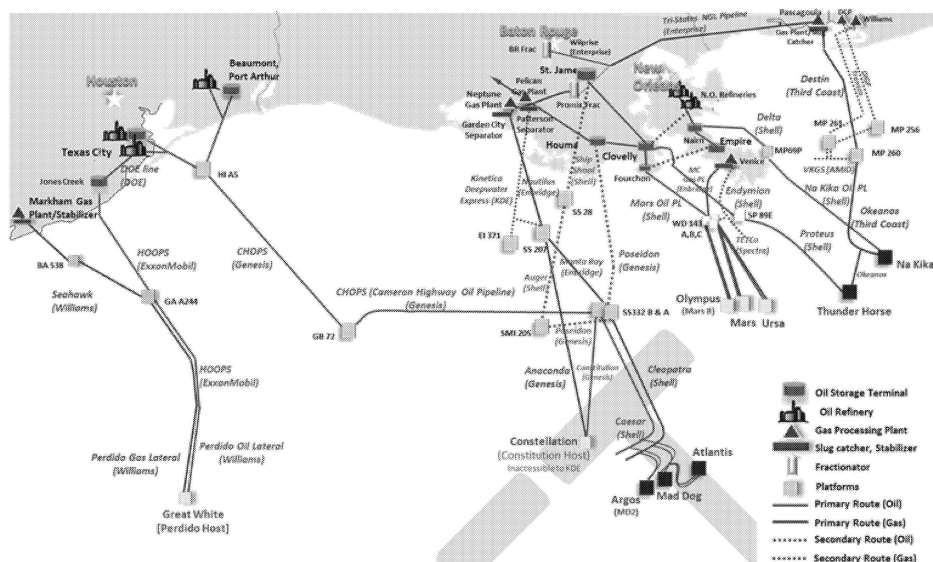 Pascagoula
DCP
Williams
Gas Plant/Slug
Catcher
Tri-States NGL Pipeline
(Enterprise)
Baton Rouge
BR Frac
Wilprise (Enterprise)
St. Jame
New
Orleans
N.O. Refineries
Beaumont,
Port Arthur
Houston
Pelican
Gas Plant
Neptune
Gas Plant
Promix Frac
Garden City
Separator
Patterson
Separator
Destin
(Third Coast)
MP 261
MP 256
Delta
(Shell)
Nairn
Empire
MP69P
MP 260
VKGS (AMID)
Texas City
Houma
Clovelly
Venice
Fourchon
MC
Gas PL (Enbridge)
Ship
Shoal
(Shell)
Na Kika Oil PL
(Shell)
DOE line
(DOE)
Jones Creek
HI A5
Markham Gas
Plant/Stabilizer
Kinetica
Deepwater
Express (KDE)
Nautilus
(Enbridge)
SS 28
Mars Oil PL
(Shell)
Endymion
(Shell)
SP 89E
WD 143
A,B,C
TETCo
(Spectra)
Proteus
(Shell)
Okeanos
(Third Coast)
EI 371
SS 207
BA 538
HOOPS
(ExxonMobil)
CHOPS
(Genesis)
Manta Ray
(Enbridge)
Poseidon
(Genesis)
Na Kika
Okeanos
Auger
(Shell)
Seahawk
(Williams)
GA A244
CHOPS (Cameron Highway Oil Pipeline)
(Genesis)
Olympus
(Mars B)
Mars
Ursa
Thunder Horse
GB 72
SMI 205
Poseidon
(Genesis)
SS332 B & A
HOOPS
(ExxonMobil)
Anaconda
(Genesis)
Constitution
(Genesis)
Cleopatra
(Shell)
Caesar
(Shell)
Constellation
(Constitution Host)
Inaccessible to KDE
Atlantis
Perdido Gas Lateral
(Williams)
Perdido Oil Lateral
(Williams)
Argos
(MD2)
Mad Dog
Great White
[Perdido Host]
Oil Storage Terminal
Oil Refinery
Gas Processing Plant
Slug catcher, Stabilizer
Fractionator
Platforms
Primary Route (Oil)
Primary Route (Gas)
Secondary Route (Oil)
Secondary Route (Gas)